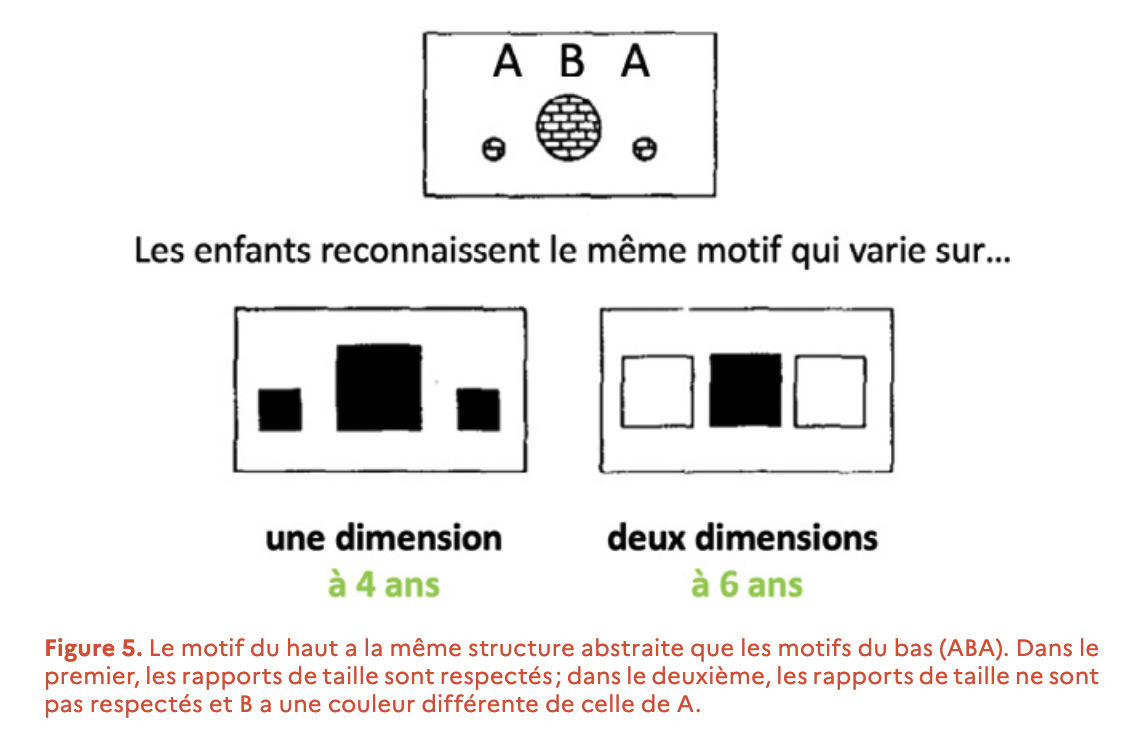 A B A
Les enfants reconnaissent le même motif qui varie sur...
une dimension
à 4 ans
deux dimensions
à 6 ans
Figure 5. Le motif du haut a la même structure abstraite que les motifs du bas (ABA). Dans le
premier, les rapports de taille sont respectés ; dans le deuxième, les rapports de taille ne sont
pas respectés et B a une couleur différente de celle de A.